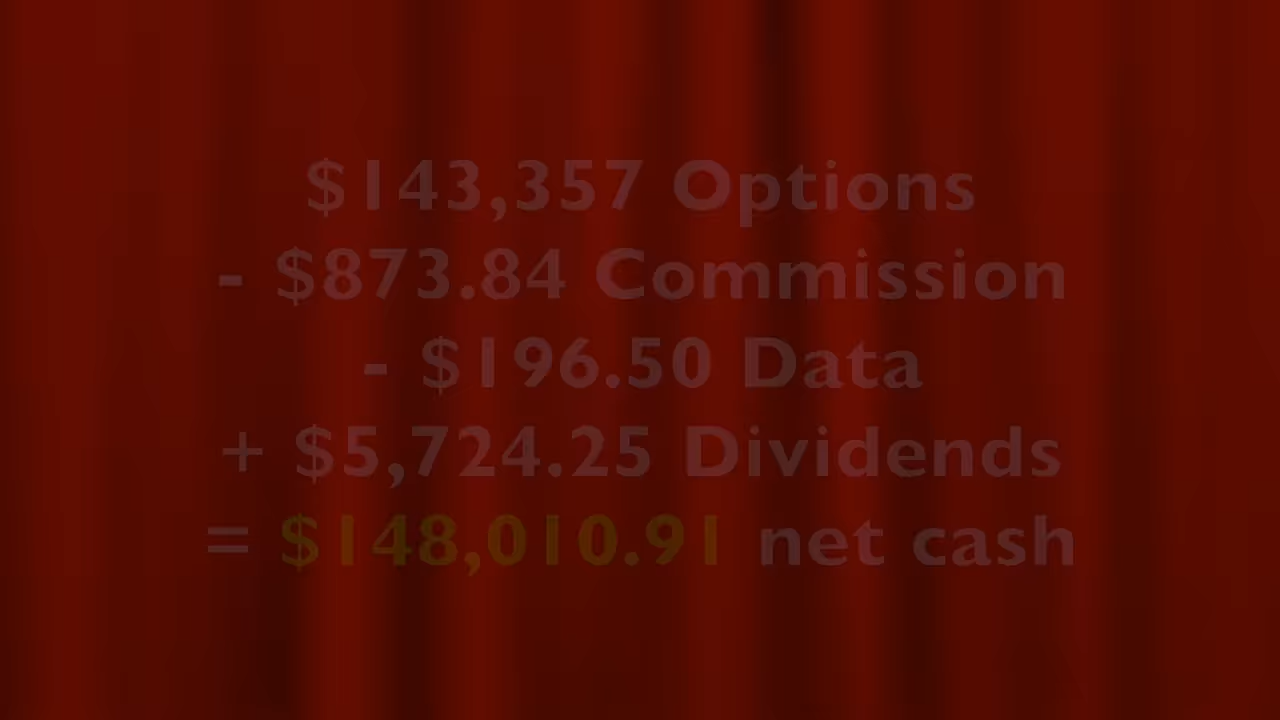 $143,357 Options
- $873.84 Commission
- $196.50 Data
+ $5,724.25 Dividends
= $148,010.91 net cash